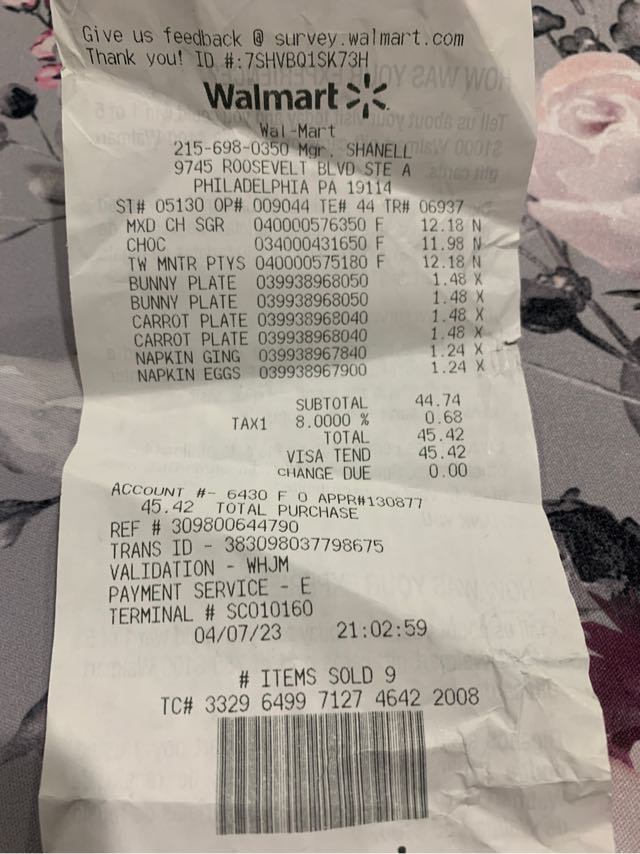 Give us feedback @ survey.walmart.com
Thank you! ID #:7SHVBQ1SK73H
Walmart
Wal-Mart
215-698-0350 Mgr. SHANELL
9745 ROOSEVELT BLVD STE A
PHILADELPHIA PA 19114
ST# 05130 OP# 009044 TE# 44 TR# 06937
MXD CH SGR 040000576350 F 12.18 N
CHOC 034000431650 F 11.98 N
TW MNTR PTYS 040000575180 F 12.18 N
BUNNY PLATE 039938968050 1.48 X
BUNNY PLATE 039938968050 1.48 X
CARROT PLATE 039938968040 1.48 X
CARROT PLATE 039938968040 1.48 X
NAPKIN GING 039938967840 1.24 X
NAPKIN EGGS 039938967900 1.24 X
SUBTOTAL 44.74
TAX1 8.0000 % 0.68
TOTAL 45.42
VISA TEND 45.42
CHANGE DUE 0.00
ACCOUNT #- 6430 F O APPR#130877
45.42 TOTAL PURCHASE
REF # 309800644790
TRANS ID - 383098037798675
VALIDATION - WHJM
PAYMENT SERVICE - E
TERMINAL # SC010160
04/07/23 21:02:59
# ITEMS SOLD 9
TC# 3329 6499 7127 4642 2008